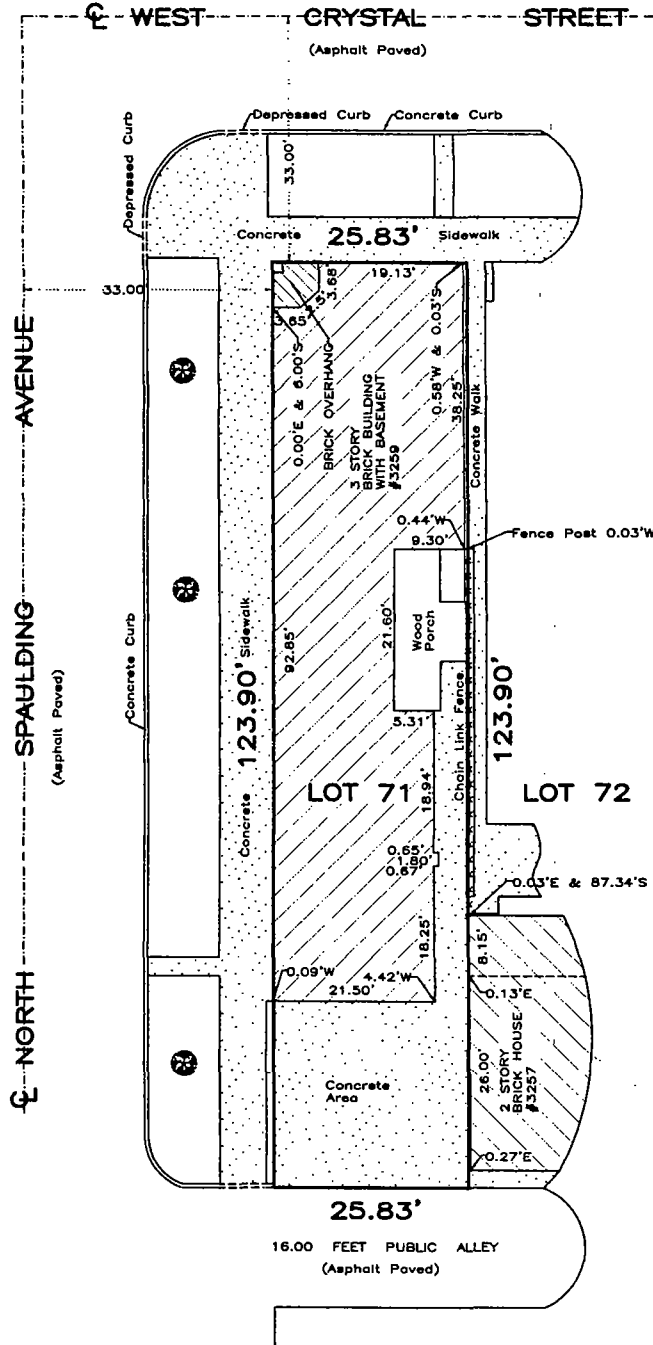 ℄ WEST CRYSTAL STREET
(Asphalt Paved)
Depressed Curb
Concrete Curb
Depressed Curb
33.00'
Concrete 25.83' Sidewalk
33.00'
19.13'
3.68'
7.5'
3.65'
0.00'E & 6.00'S
BRICK OVERHANG
3 STORY
BRICK BUILDING
WITH BASEMENT
#3259
0.58'W & 0.03'S
38.25'
Concrete Walk
0.44'W
9.30'
Fence Post 0.03'W
21.60'
Wood
Porch
5.31'
Chain Link Fence
℄ NORTH SPAULDING AVENUE
(Asphalt Paved)
Concrete Curb
Concrete 123.90' Sidewalk
92.85'
123.90'
LOT 71
LOT 72
18.94'
0.65'
1.80'
0.67'
18.25'
0.03'E & 87.34'S
8.15'
0.09'W
4.42'W
21.50'
0.13'E
Concrete
Area
26.00'
2 STORY
BRICK HOUSE
#3257
0.27'E
25.83'
16.00 FEET PUBLIC ALLEY
(Asphalt Paved)